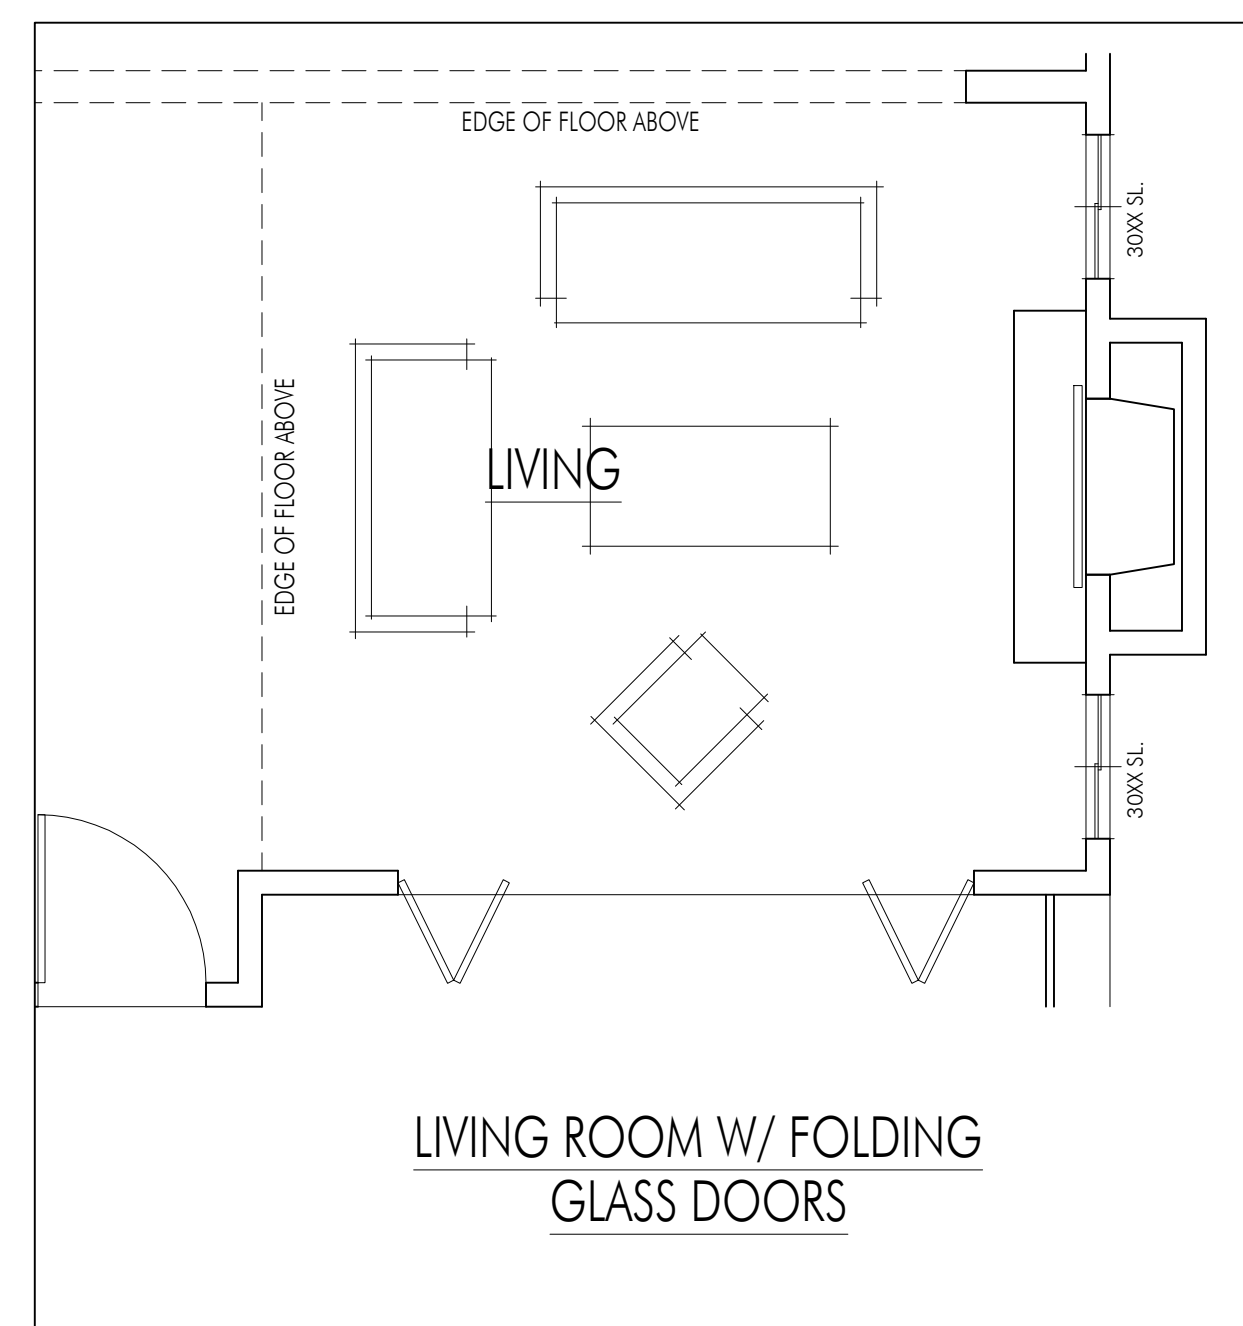 EDGE OF FLOOR ABOVE
30XX SL.
EDGE OF FLOOR ABOVE
LIVING
30XX SL.
LIVING ROOM W/ FOLDING
GLASS DOORS